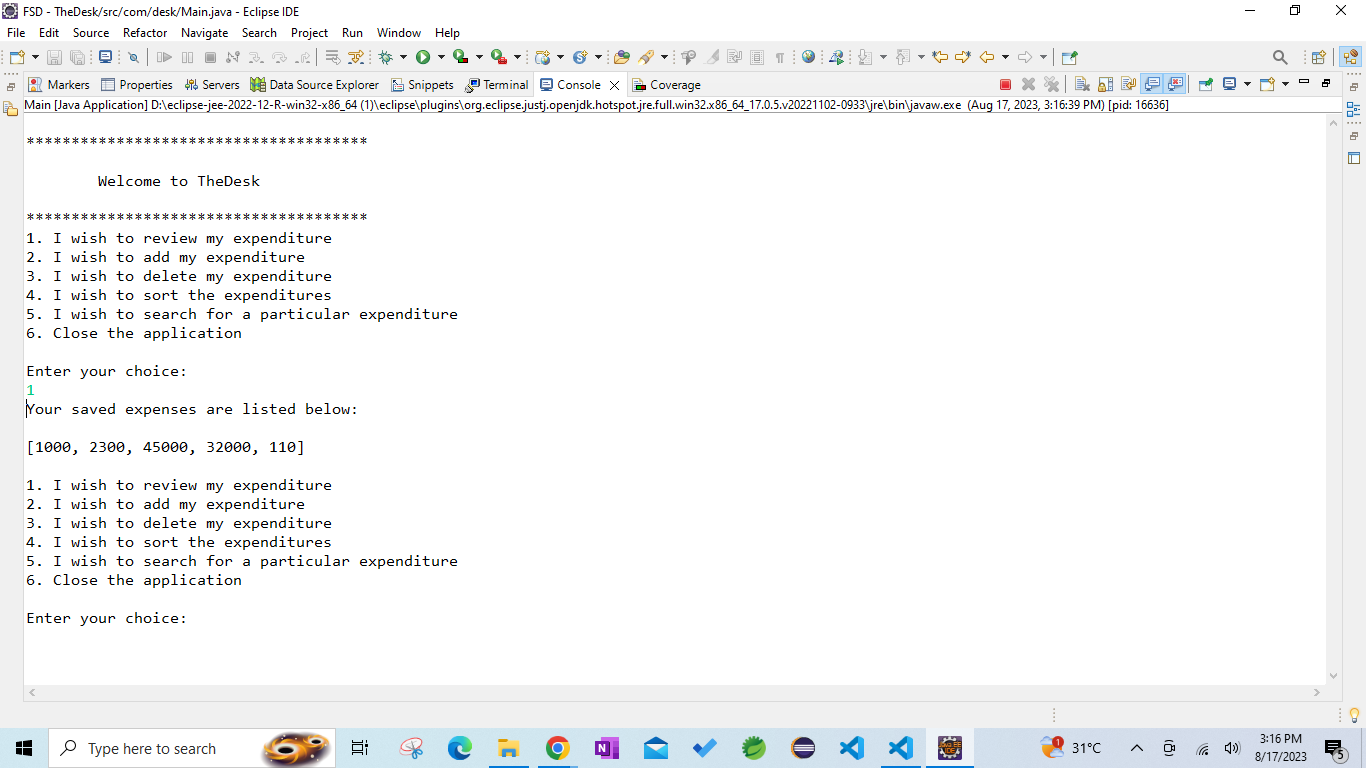 FSD - TheDesk/src/com/desk/Main.java - Eclipse IDE
File Edit Source Refactor Navigate Search Project Run Window Help
Markers Properties Servers Data Source Explorer Snippets Terminal Console Coverage
Main [Java Application] D:\eclipse-jee-2022-12-R-win32-x86_64 (1)\eclipse\plugins\org.eclipse.justj.openjdk.hotspot.jre.full.win32.x86_64_17.0.5.v20221102-0933\jre\bin\javaw.exe (Aug 17, 2023, 3:16:39 PM) [pid: 16636]
**************************************
Welcome to TheDesk
**************************************
1. I wish to review my expenditure
2. I wish to add my expenditure
3. I wish to delete my expenditure
4. I wish to sort the expenditures
5. I wish to search for a particular expenditure
6. Close the application
Enter your choice:
1
Your saved expenses are listed below:
[1000, 2300, 45000, 32000, 110]
1. I wish to review my expenditure
2. I wish to add my expenditure
3. I wish to delete my expenditure
4. I wish to sort the expenditures
5. I wish to search for a particular expenditure
6. Close the application
Enter your choice:
Type here to search
1
31°C
3:16 PM
8/17/2023
5